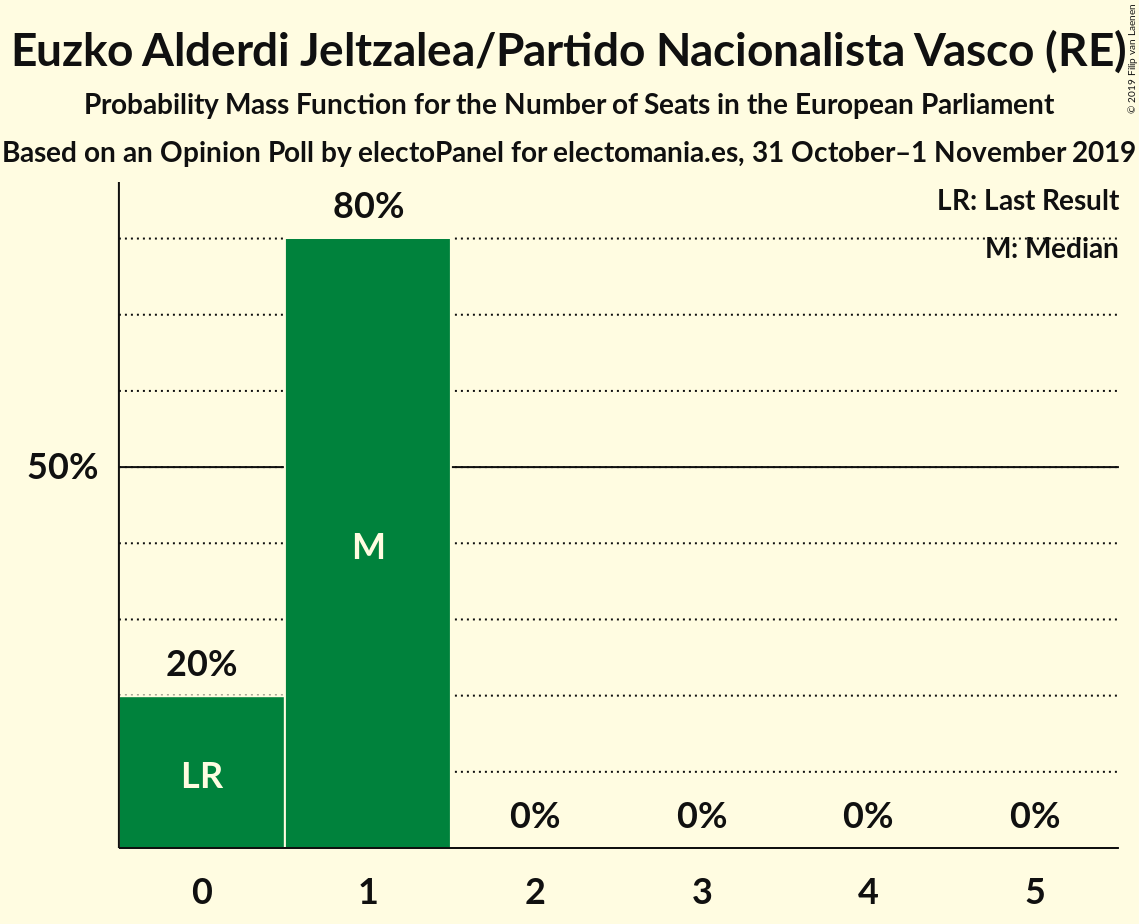 Euzko Alderdi Jeltzalea/Partido Nacionalista Vasco (RE)
Probability Mass Function for the Number of Seats in the European Parliament
Based on an Opinion Poll by electoPanel for electomania.es, 31 October–1 November 2019
© 2019 Filip van Laenen
LR: Last Result
M: Median
80%
50%
M
20%
LR
0%
0%
0%
0%
0
1
2
3
4
5